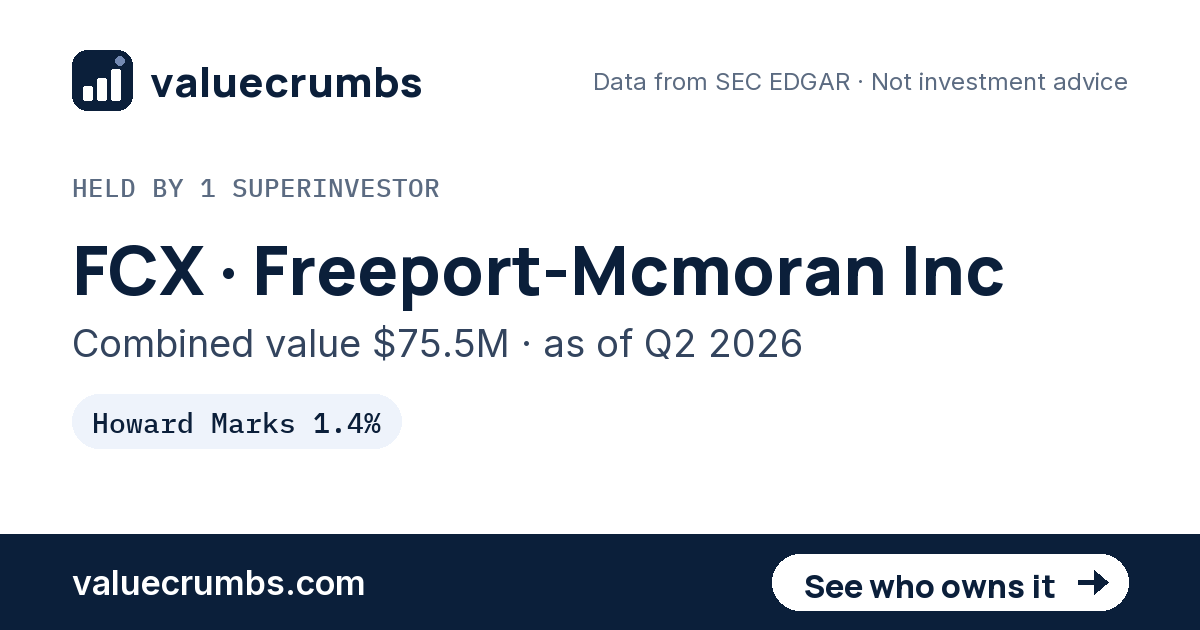 valuecrumbs
Data from SEC EDGAR · Not investment advice
HELD BY 1 SUPERINVESTOR
FCX · Freeport-Mcmoran Inc
Combined value $75.5M · as of Q2 2026
Howard Marks 1.4%
valuecrumbs.com
See who owns it →